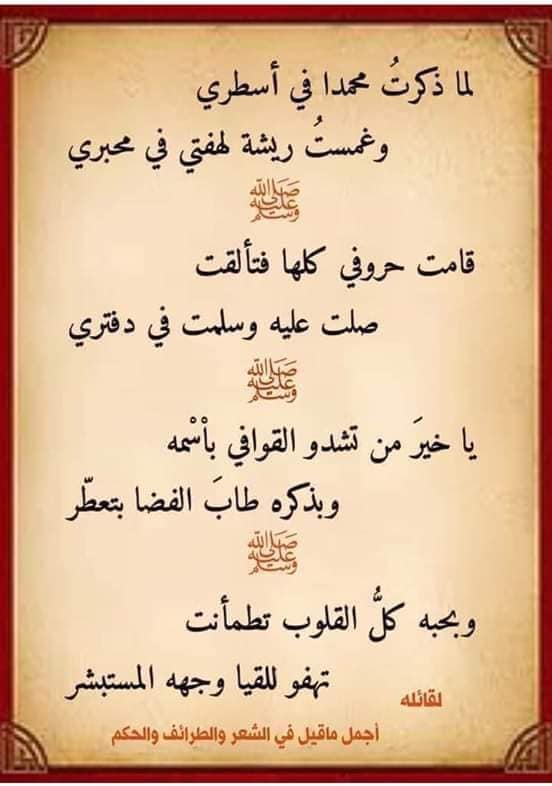 لما ذكرتُ محمدا في أسطري
وغمستُ ريشة لهفتي في محبري
ﷺ
قامت حروفي كلها فتألقت
صلت عليه وسلمت في دفتري
ﷺ
يا خيرَ من تشدو القوافي بأسْمه
وبذكره طابَ الفضا بتعطّر
ﷺ
وبحبه كلُّ القلوب تطمأنت
تهفو للقيا وجهه المستبشر
لقائله
أجمل ماقيل في الشعر والطرائف والحكم